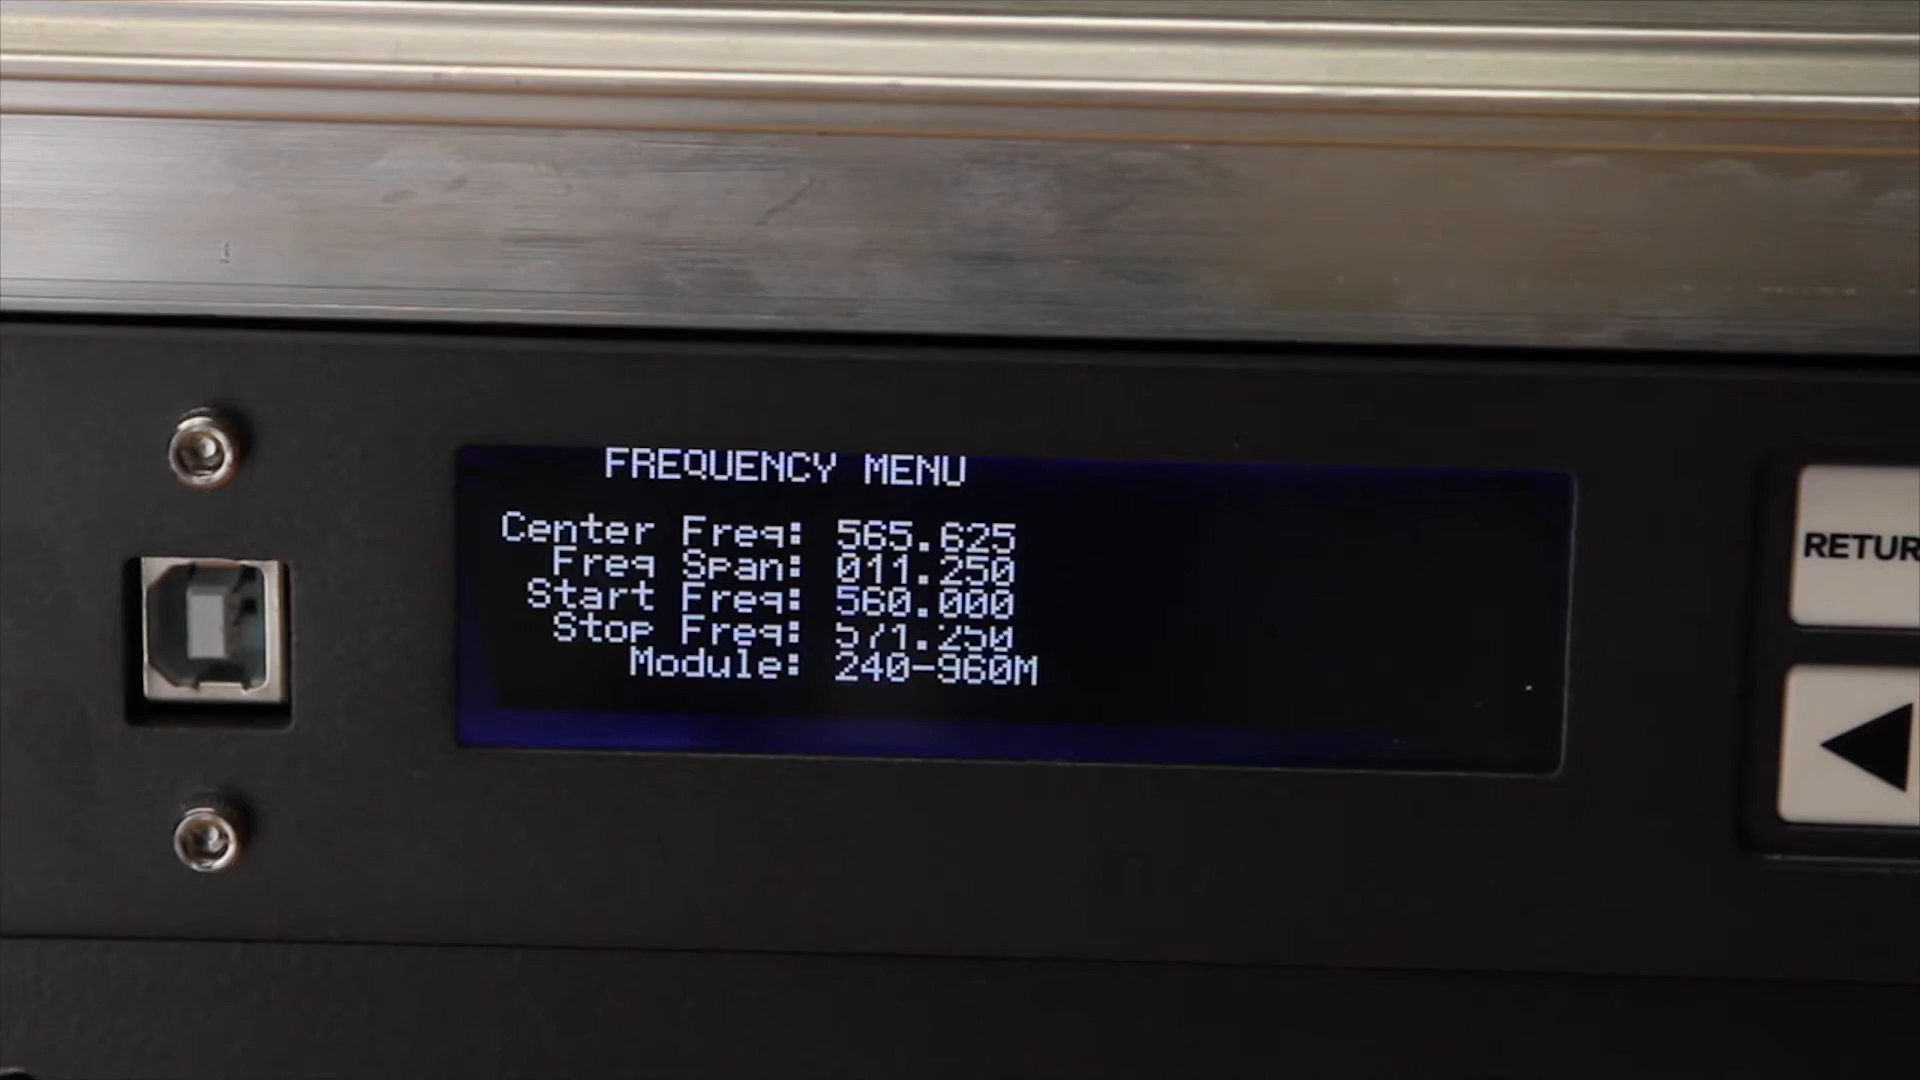 FREQUENCY MENU
Center Freq: 565.625
Freq Span: 011.250
Start Freq: 560.000
Stop Freq: 571.250
Module: 240-960M
RETUR